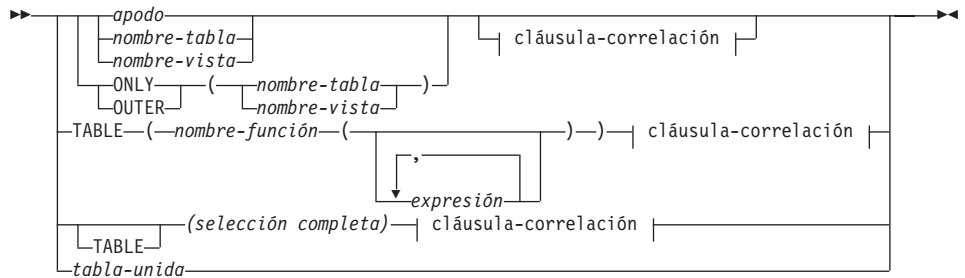 apodo
nombre-tabla
nombre-vista
cláusula-correlación
ONLY ( nombre-tabla )
OUTER nombre-vista
TABLE ( nombre-función ( ) ) cláusula-correlación
,
expresión
(selección completa) cláusula-correlación
TABLE
tabla-unida